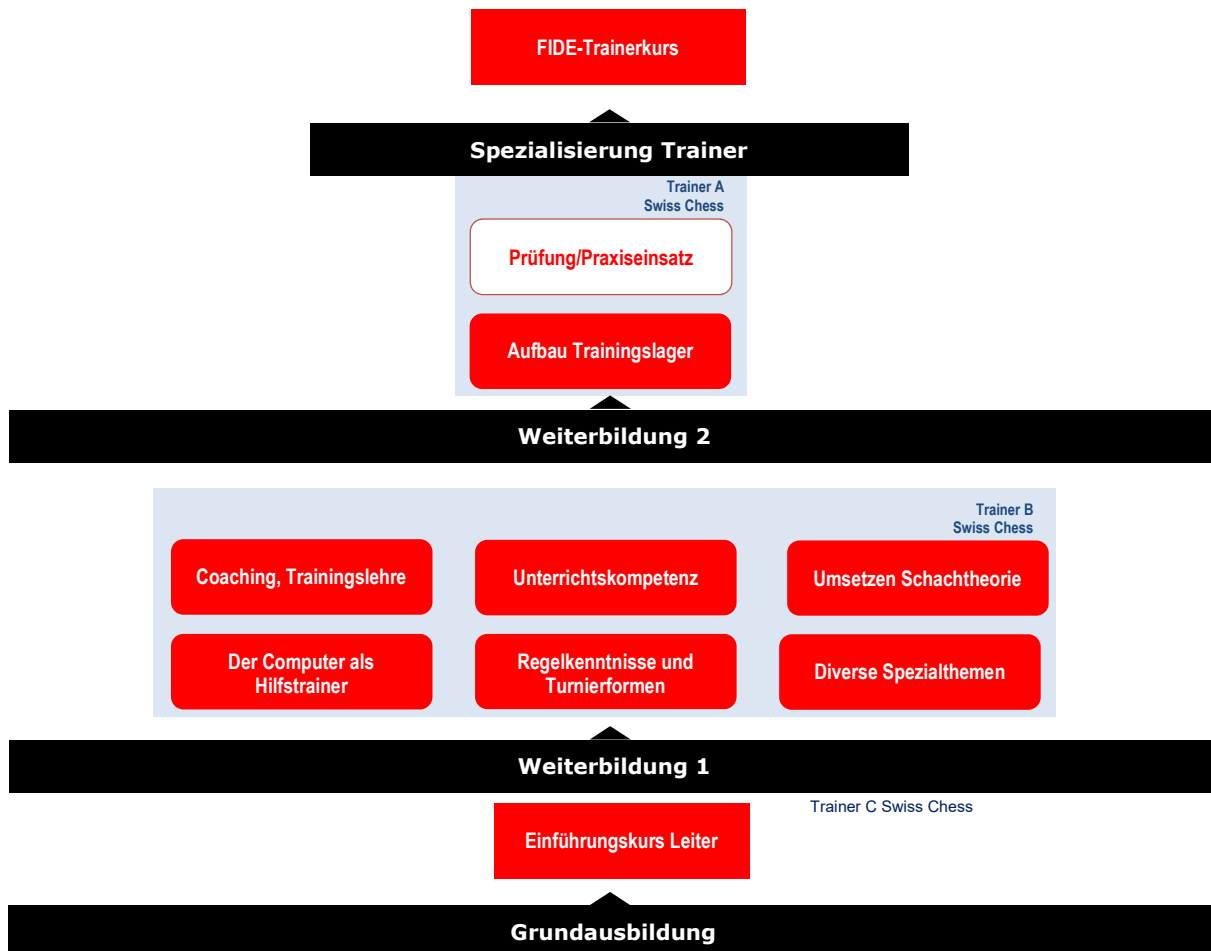 FIDE-Trainerkurs
Spezialisierung Trainer
Trainer A
Swiss Chess
Prüfung/Praxiseinsatz
Aufbau Trainingslager
Weiterbildung 2
Trainer B
Swiss Chess
Coaching, Trainingslehre
Unterrichtskompetenz
Umsetzen Schachtheorie
Der Computer als
Hilfstrainer
Regelkenntnisse und
Turnierformen
Diverse Spezialthemen
Weiterbildung 1
Trainer C Swiss Chess
Einführungskurs Leiter
Grundausbildung